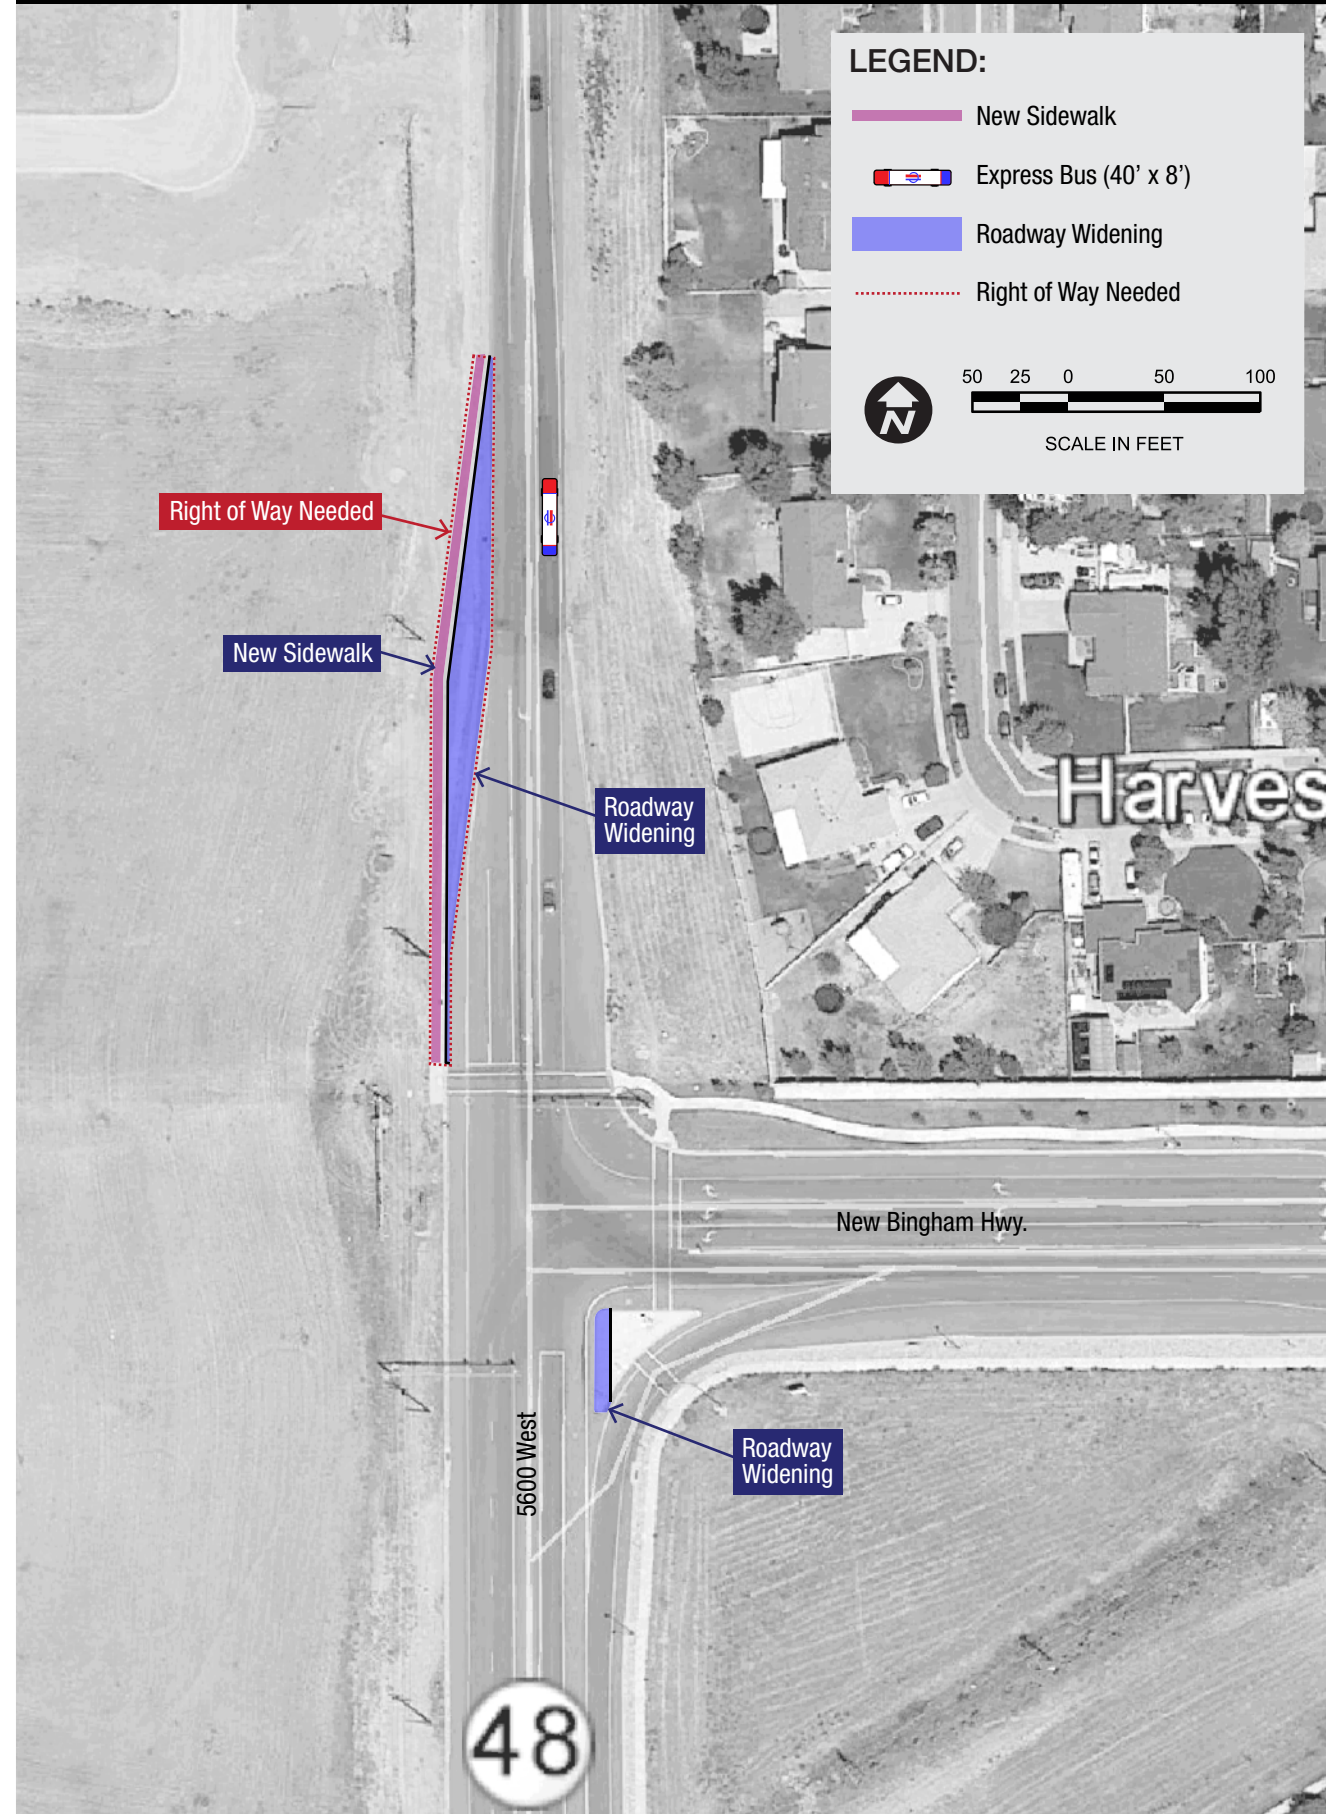 LEGEND:
New Sidewalk
Express Bus (40' x 8')
Roadway Widening
Right of Way Needed
N
50 25 0 50 100
SCALE IN FEET
Right of Way Needed
New Sidewalk
Roadway
Widening
Harves
New Bingham Hwy.
5600 West
Roadway
Widening
48